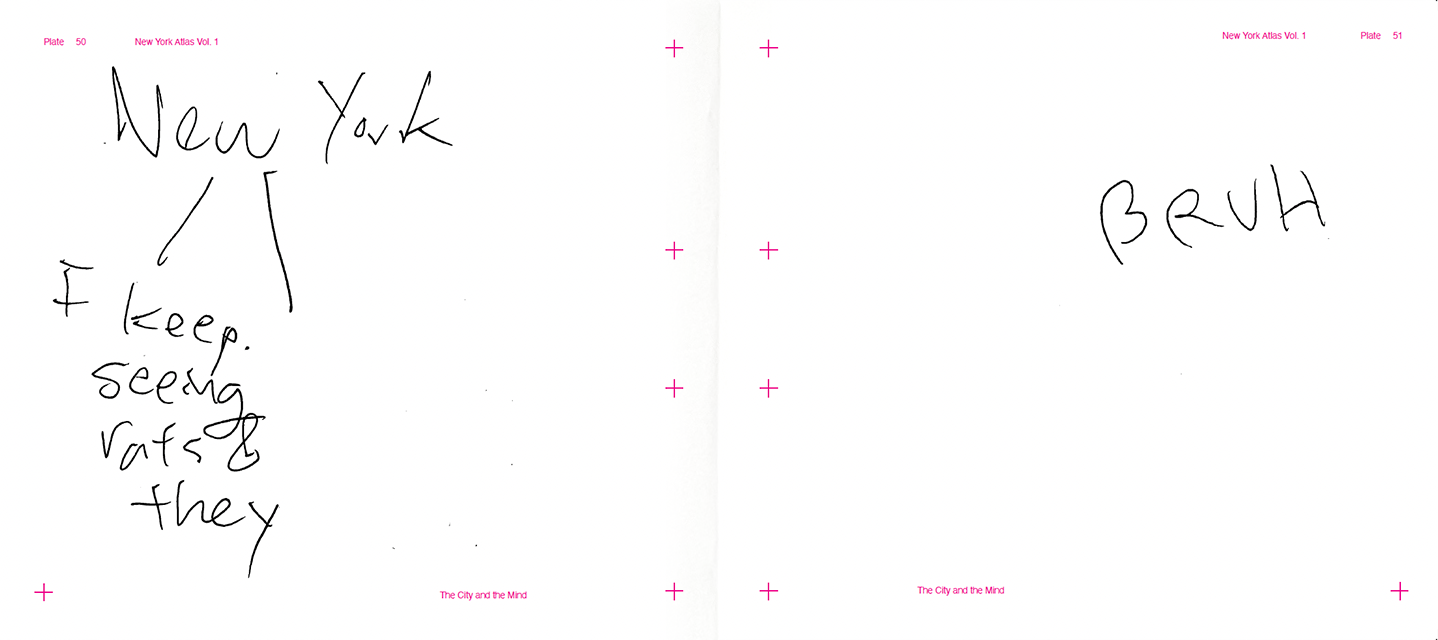 Plate 50 New York Atlas Vol. 1
New York
I keep.
seeing
rats &
they
The City and the Mind
New York Atlas Vol. 1 Plate 51
BRUH
The City and the Mind